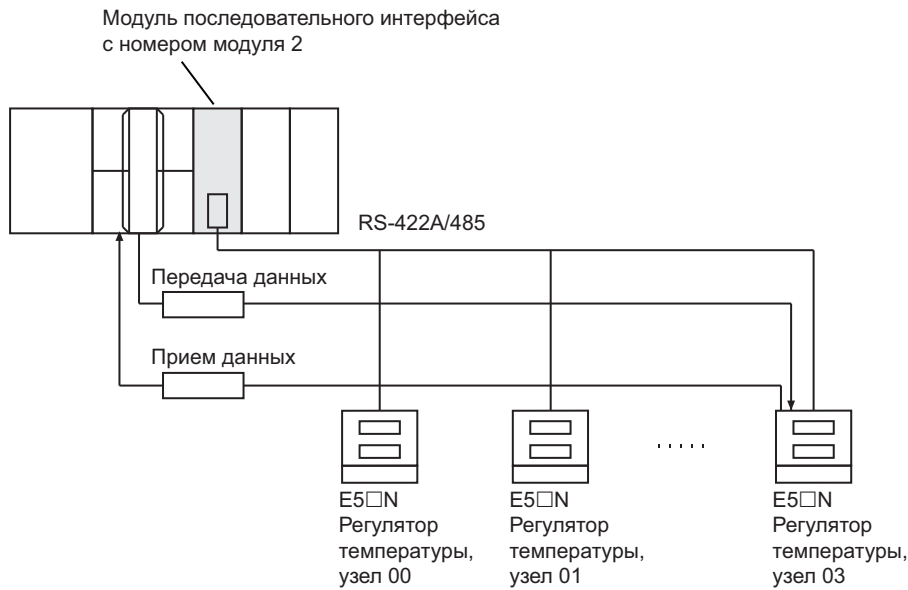 Модуль последовательного интерфейса
с номером модуля 2
RS-422A/485
Передача данных
Прием данных
E5□N
Регулятор
температуры,
узел 00
E5□N
Регулятор
температуры,
узел 01
E5□N
Регулятор
температуры,
узел 03